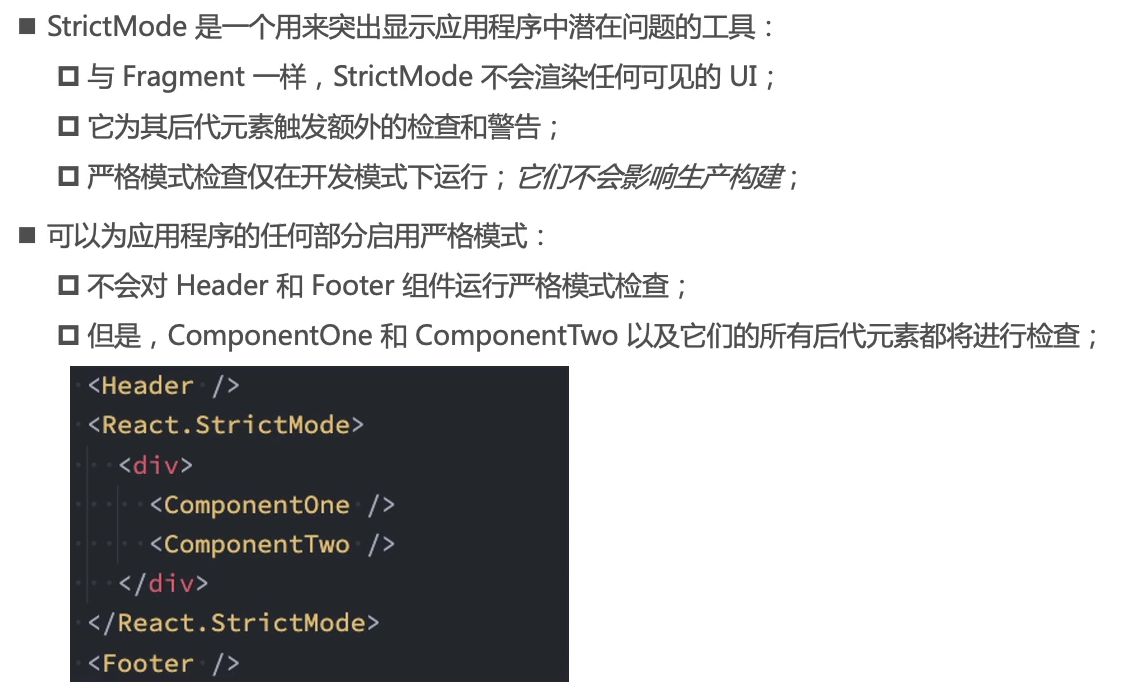 StrictMode 是一个用来突出显示应用程序中潜在问题的工具：
与 Fragment 一样，StrictMode 不会渲染任何可见的 UI；
它为其后代元素触发额外的检查和警告；
严格模式检查仅在开发模式下运行；它们不会影响生产构建；
可以为应用程序的任何部分启用严格模式：
不会对 Header 和 Footer 组件运行严格模式检查；
但是，ComponentOne 和 ComponentTwo 以及它们的所有后代元素都将进行检查；
<Header />
<React.StrictMode>
<div>
<ComponentOne />
<ComponentTwo />
</div>
</React.StrictMode>
<Footer />